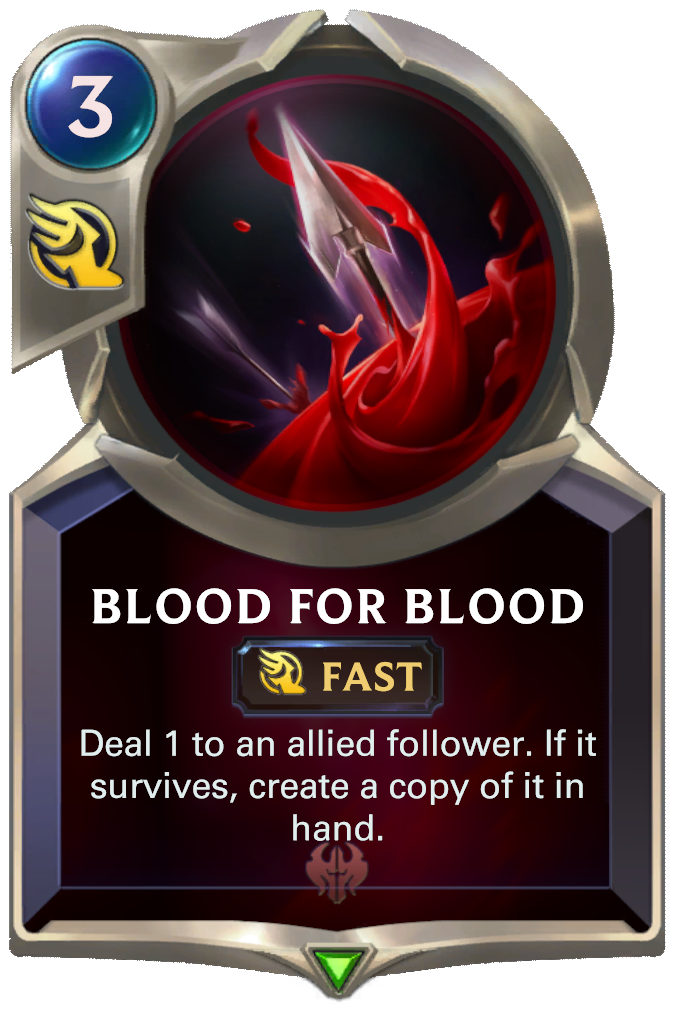 3
BLOOD FOR BLOOD
FAST
Deal 1 to an allied follower. If it
survives, create a copy of it in
hand.